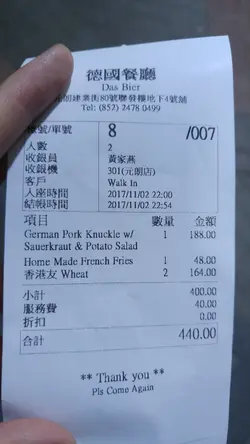 德國餐廳
Das Bier
元朗建業街80號聯發樓地下4號舖
Tel: (852) 2478 0499
檯號/單號 8 /007
人數 2
收銀員 黃家燕
收銀機 301(元朗店)
客戶 Walk In
入座時間 2017/11/02 22:00
結帳時間 2017/11/02 22:54
項目 數量 金額
German Pork Knuckle w/ 1 188.00
Sauerkraut & Potato Salad
Home Made French Fries 1 48.00
香港友 Wheat 2 164.00
小計 400.00
服務費 40.00
折扣 0.00
合計 440.00
** Thank you **
Pls Come Again